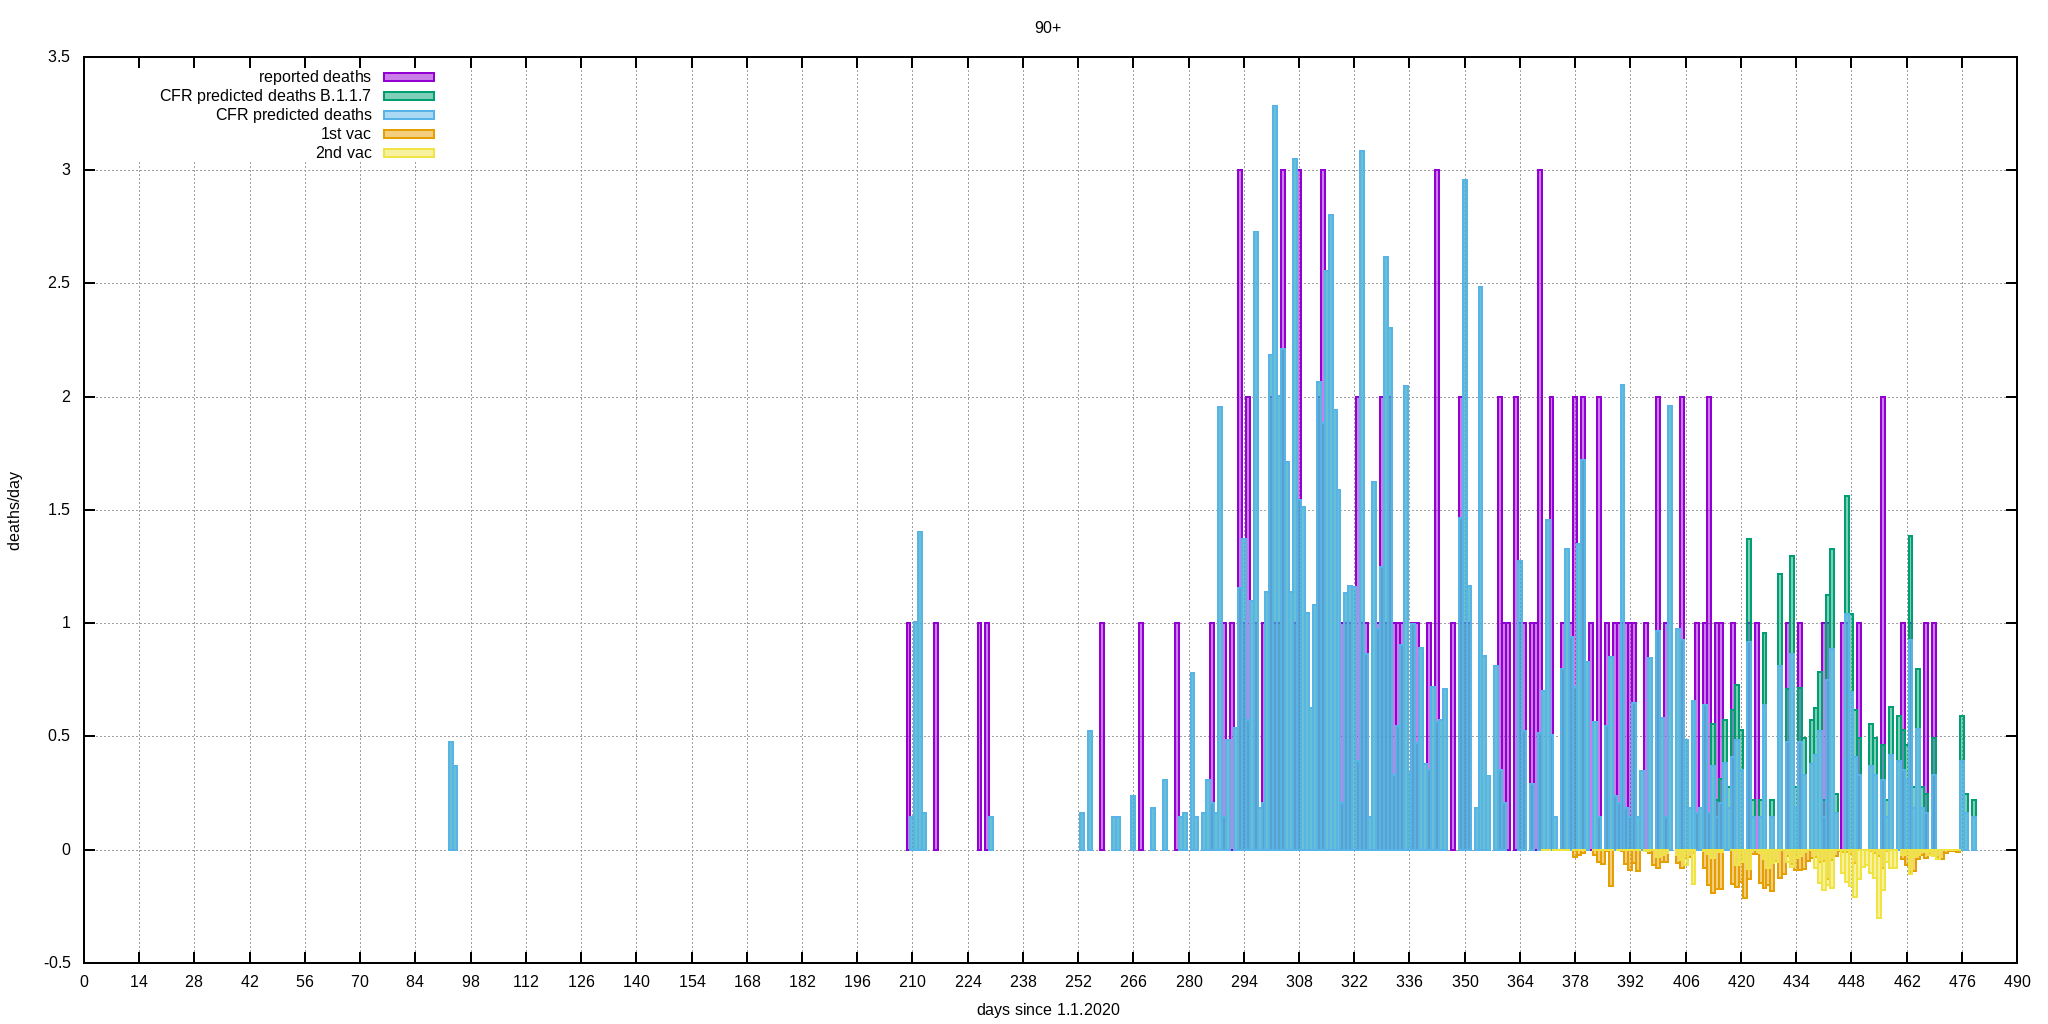 90+
3.5
3
2.5
2
1.5
1
0.5
0
-0.5
reported deaths
CFR predicted deaths B.1.1.7
CFR predicted deaths
1st vac
2nd vac
deaths/day
0 14 28 42 56 70 84 98 112 126 140 154 168 182 196 210 224 238 252 266 280 294 308 322 336 350 364 378 392 406 420 434 448 462 476 490
days since 1.1.2020